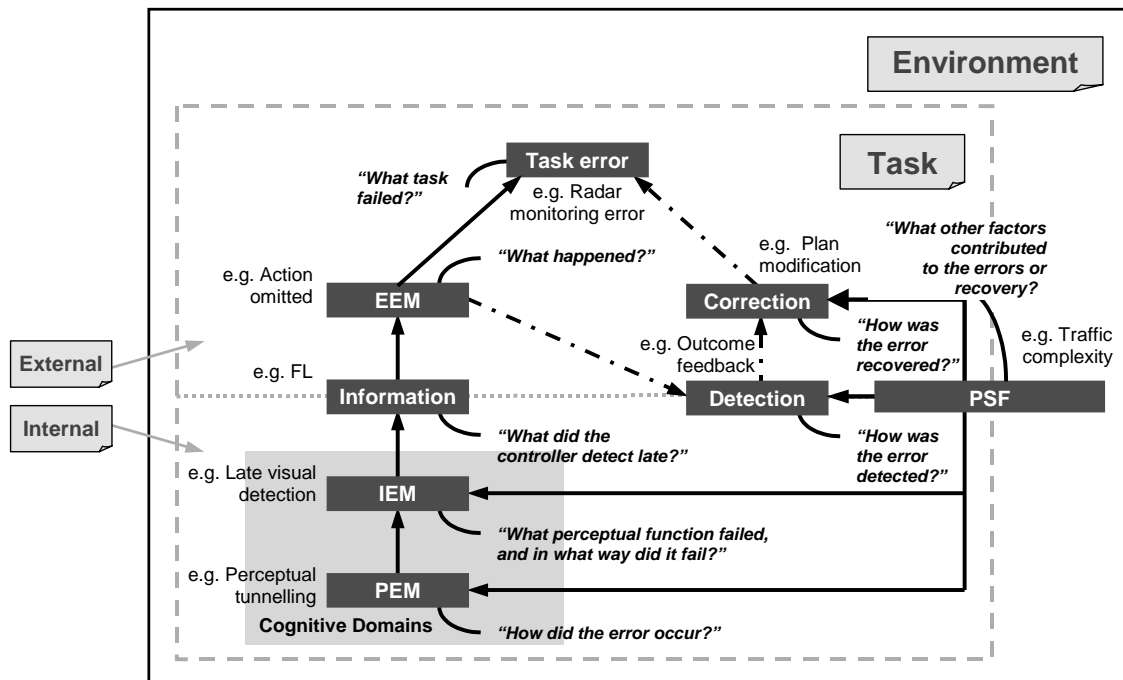 Environment
Task
Task error
“What task
failed?”
e.g. Radar
monitoring error
“What other factors
contributed
to the errors or
recovery?
e.g. Plan
modification
“What happened?”
e.g. Action
omitted
EEM
Correction
“How was
the error
recovered?”
e.g. Traffic
complexity
e.g. Outcome
feedback
External
e.g. FL
Information
Detection
PSF
Internal
“What did the
controller detect late?”
“How was
the error
detected?”
e.g. Late visual
detection
IEM
“What perceptual function failed,
and in what way did it fail?”
e.g. Perceptual
tunnelling
PEM
Cognitive Domains
“How did the error occur?”